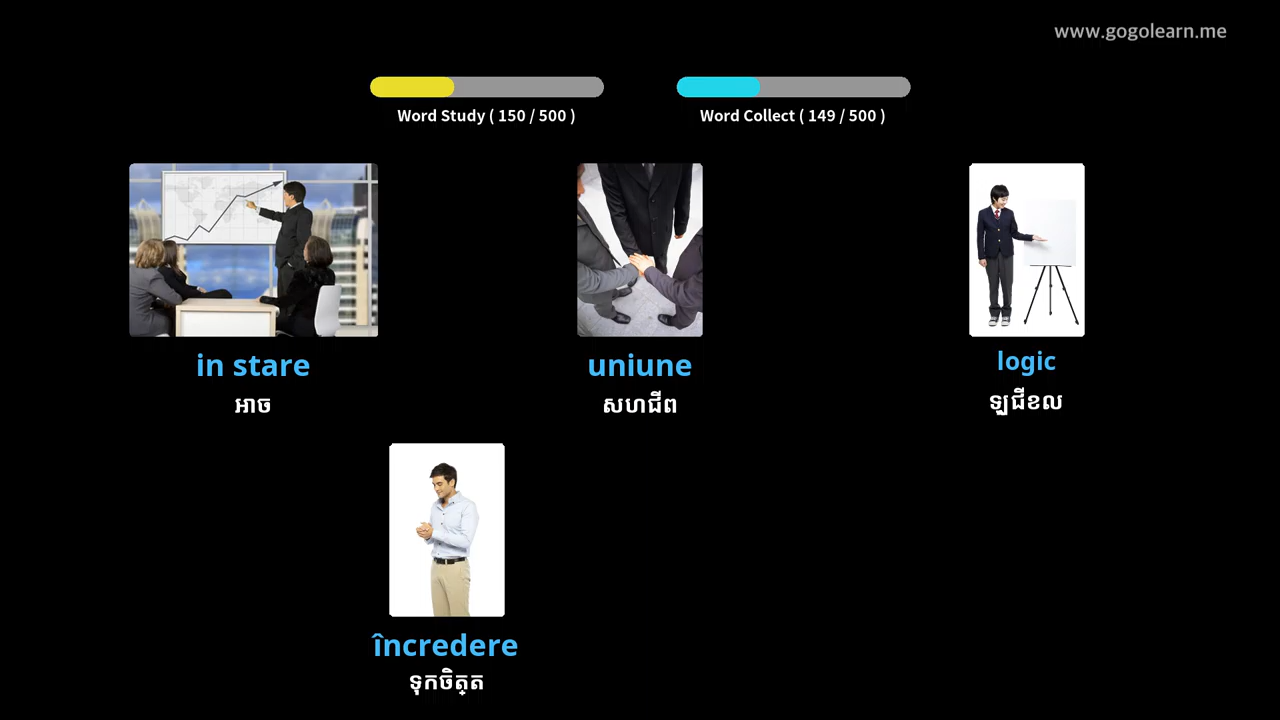 www.gogolearn.me
Word Study ( 150 / 500 )
Word Collect ( 149 / 500 )
in stare
អាច
uniune
សហជីព
logic
ឡូជីខល
încredere
ទុកចិត្ត